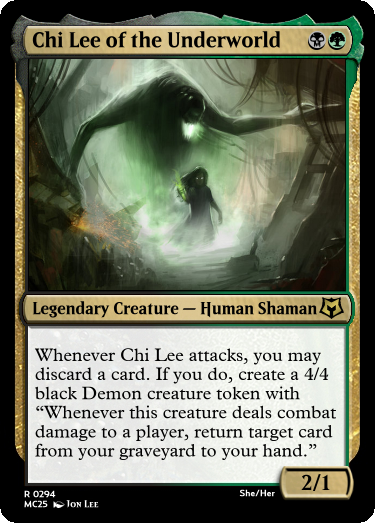 Chi Lee of the Underworld
Legendary Creature — Human Shaman
Whenever Chi Lee attacks, you may
discard a card. If you do, create a 4/4
black Demon creature token with
“Whenever this creature deals combat
damage to a player, return target card
from your graveyard to your hand.”
2/1
R 0294
She/Her
MC25 Jon Lee